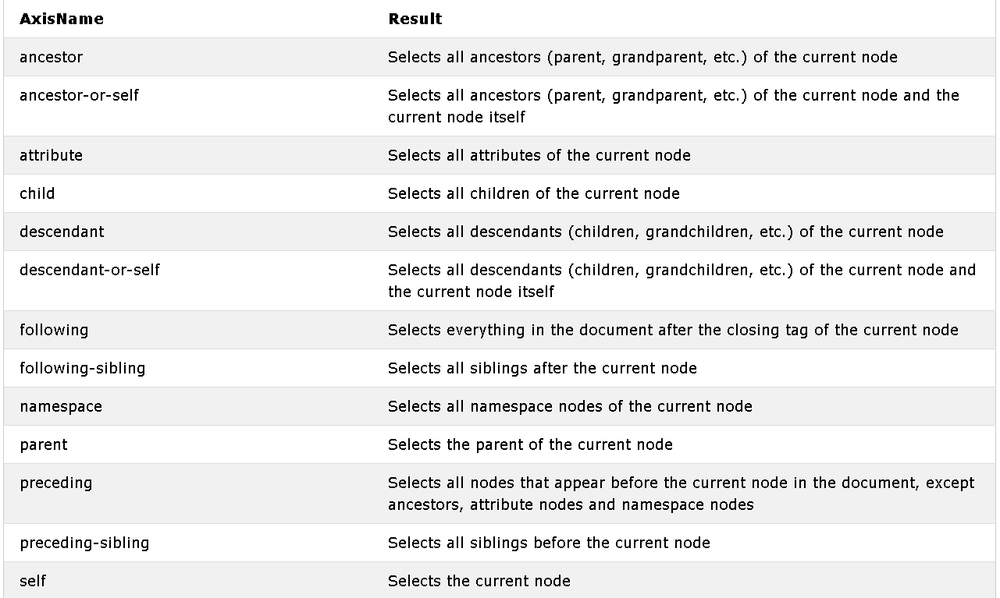 AxisName Result
ancestor Selects all ancestors (parent, grandparent, etc.) of the current node
ancestor-or-self Selects all ancestors (parent, grandparent, etc.) of the current node and the
current node itself
attribute Selects all attributes of the current node
child Selects all children of the current node
descendant Selects all descendants (children, grandchildren, etc.) of the current node
descendant-or-self Selects all descendants (children, grandchildren, etc.) of the current node and
the current node itself
following Selects everything in the document after the closing tag of the current node
following-sibling Selects all siblings after the current node
namespace Selects all namespace nodes of the current node
parent Selects the parent of the current node
preceding Selects all nodes that appear before the current node in the document, except
ancestors, attribute nodes and namespace nodes
preceding-sibling Selects all siblings before the current node
self Selects the current node